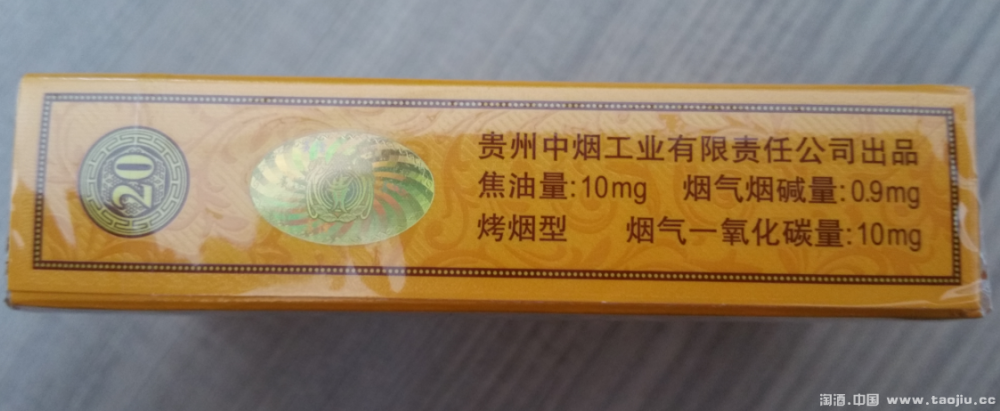 20
贵州中烟工业有限责任公司出品
焦油量:10mg 烟气烟碱量:0.9mg
烤烟型 烟气一氧化碳量:10mg
淘酒.中国 www.taojiu.cc